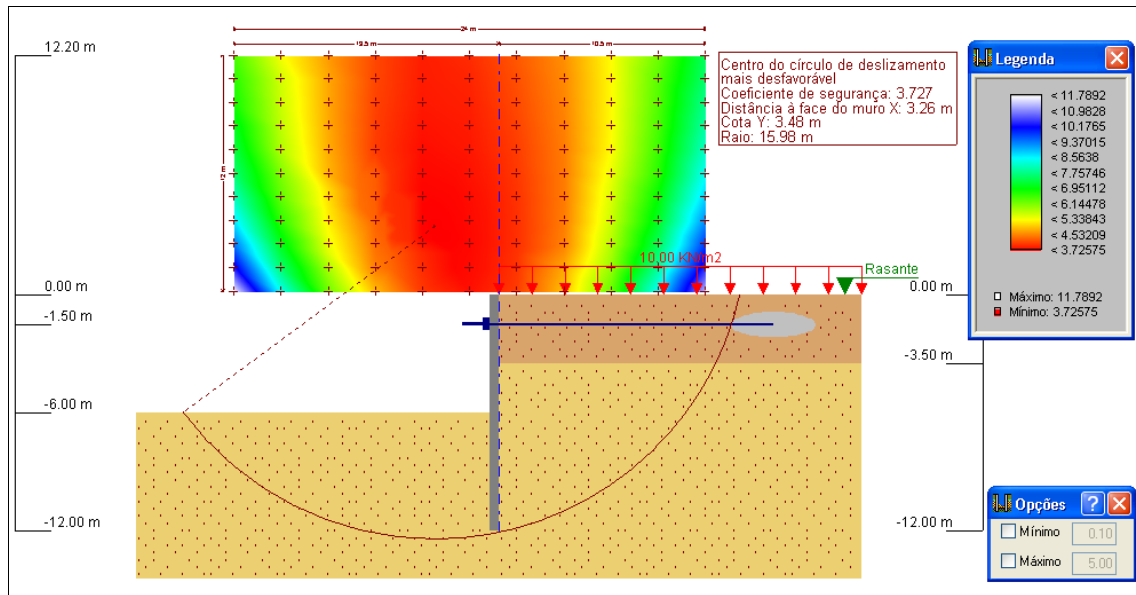 24 m
13.5 m
10.5 m
12 m
12.20 m
0.00 m
-1.50 m
-6.00 m
-12.00 m
Centro do círculo de deslizamento
mais desfavorável
Coeficiente de segurança: 3.727
Distância à face do muro X: 3.26 m
Cota Y: 3.48 m
Raio: 15.98 m
10.00 KN/m2
Rasante
0.00 m
-3.50 m
-12.00 m
Legenda
< 11.7892
< 10.9828
< 10.1765
< 9.37015
< 8.5638
< 7.75746
< 6.95112
< 6.14478
< 5.33843
< 4.53209
< 3.72575
Máximo: 11.7892
Mínimo: 3.72575
Opções
Mínimo 0.10
Máximo 5.00